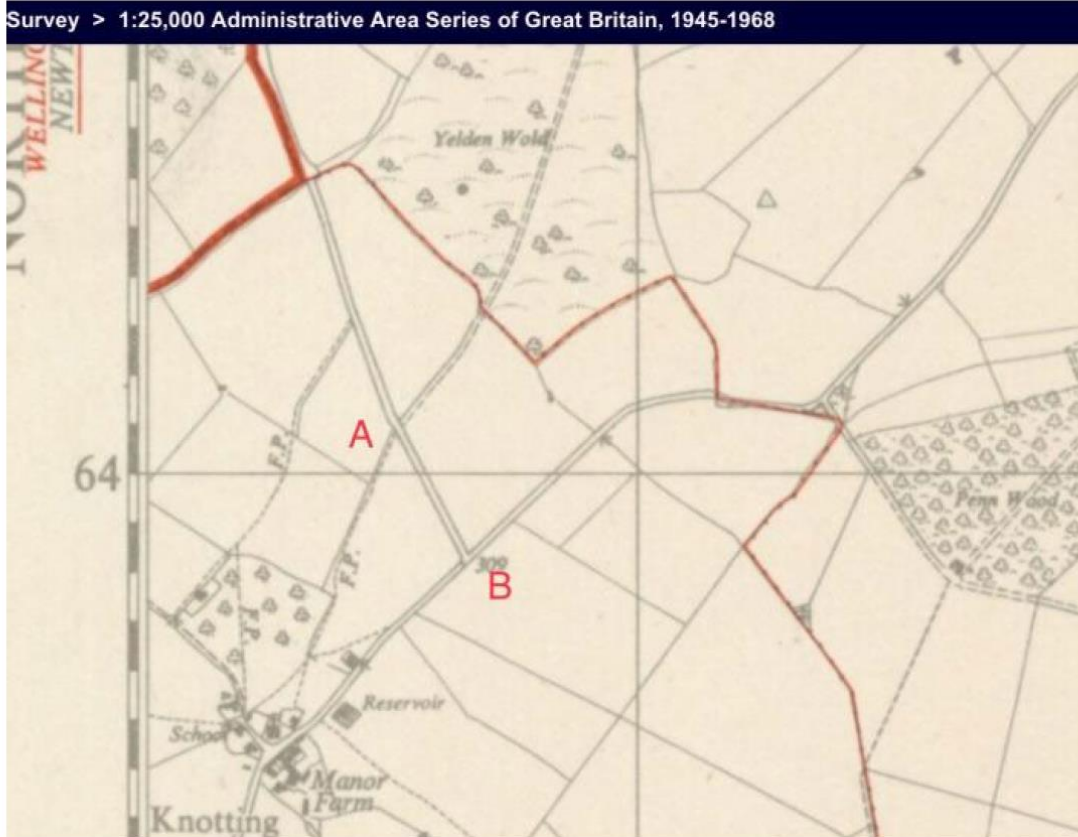 Survey > 1:25,000 Administrative Area Series of Great Britain, 1945-1968
Yelden Wold
A
F.P.
64
Penn Wood
309
B
F.P.
F.P.
Reservoir
School
Manor
Farm
Knotting